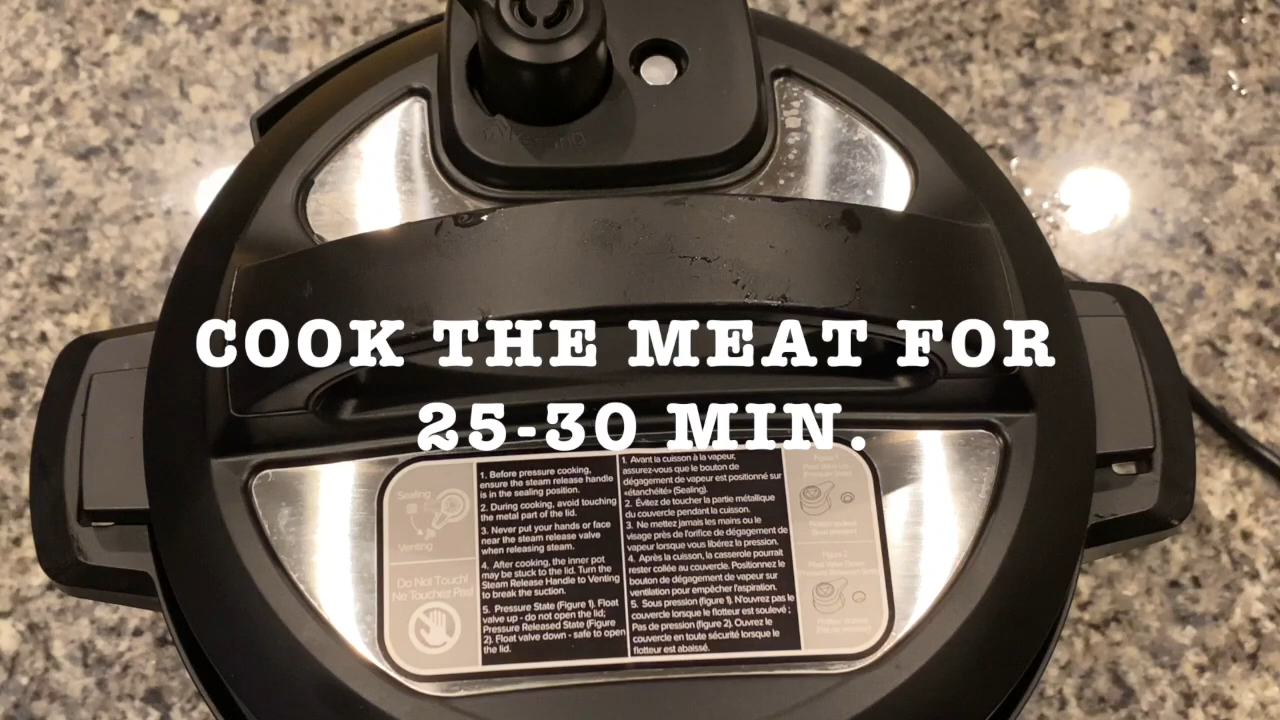 Venting
COOK THE MEAT FOR
25-30 MIN.
Sealing
Venting
Do Not Touch!
Ne Touchez Pas!
1. Before pressure cooking,
ensure the steam release handle
is in the sealing position.
2. During cooking, avoid touching
the metal part of the lid.
3. Never put your hands or face
near the steam release valve
when releasing steam.
4. After cooking, the inner pot
may be stuck to the lid. Turn the
Steam Release Handle to Venting
to break the suction.
5. Pressure State (Figure 1). Float
valve up - do not open the lid;
Pressure Released State (Figure
2). Float valve down - safe to open
the lid.
1. Avant la cuisson à la vapeur,
assurez-vous que le bouton de
dégagement de vapeur est positionné sur
«étanchéité» (Sealing).
2. Évitez de toucher la partie métallique
du couvercle pendant la cuisson.
3. Ne mettez jamais les mains ou le
visage près de l'orifice de dégagement de
vapeur lorsque vous libérez la pression.
4. Après la cuisson, la casserole pourrait
rester collée au couvercle. Positionnez le
bouton de dégagement de vapeur sur
ventilation pour empêcher l'aspiration.
5. Sous pression (figure 1). N'ouvrez pas le
couvercle lorsque le flotteur est soulevé ;
Pas de pression (figure 2). Ouvrez le
couvercle en toute sécurité lorsque le
flotteur est abaissé.